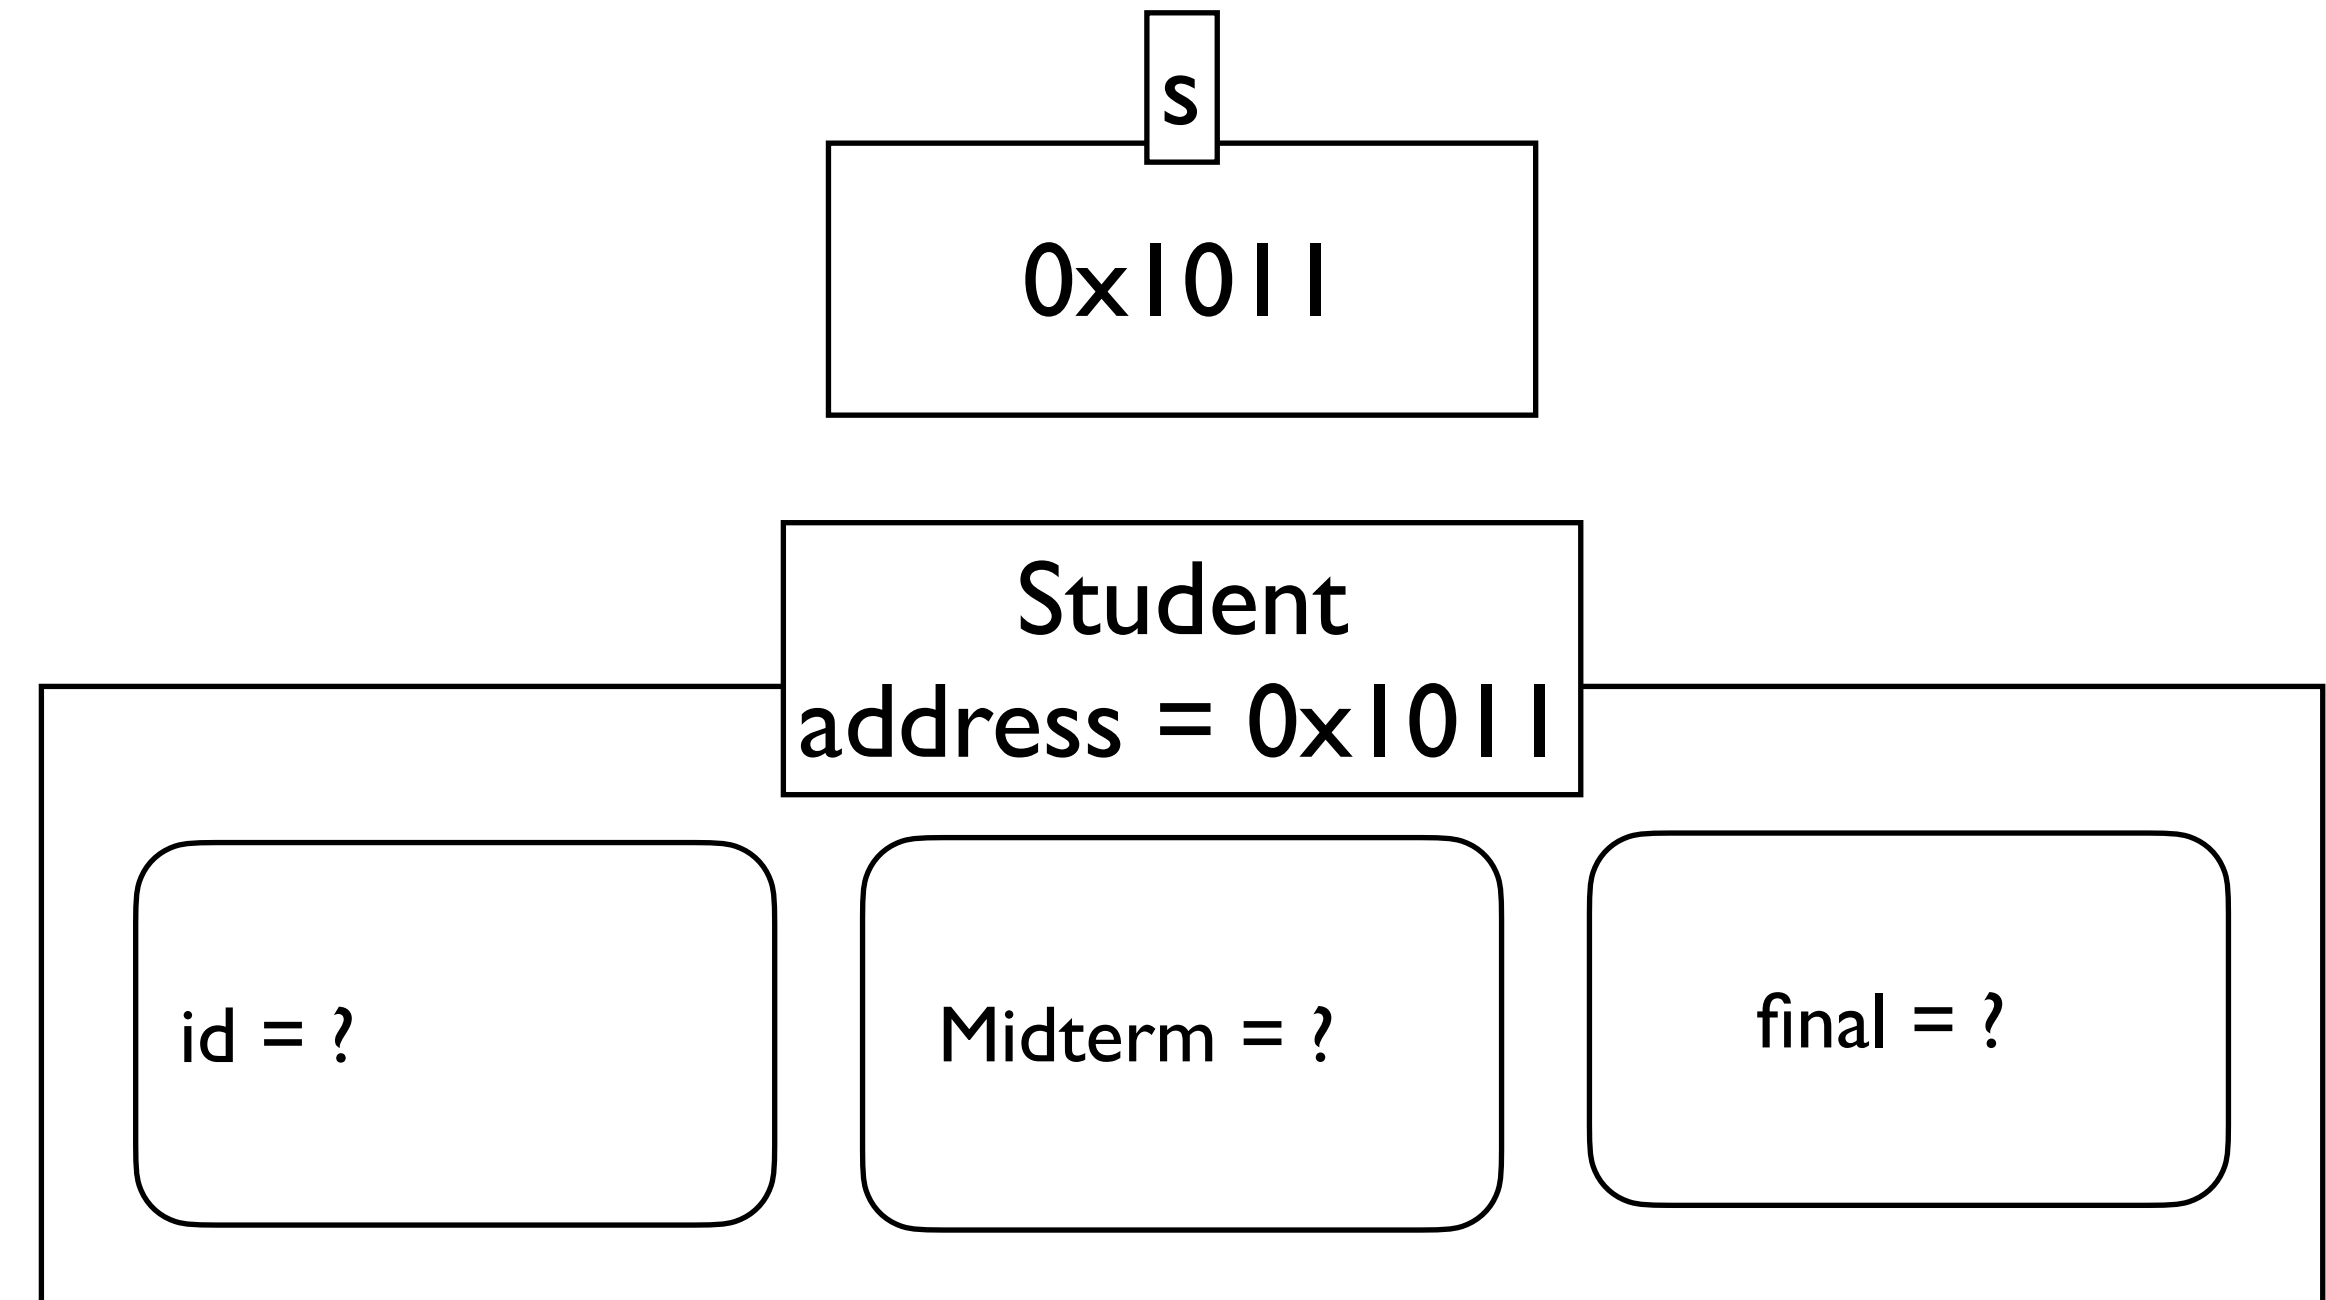 s
0x1011
Student
address = 0x1011
id = ?
Midterm = ?
final = ?